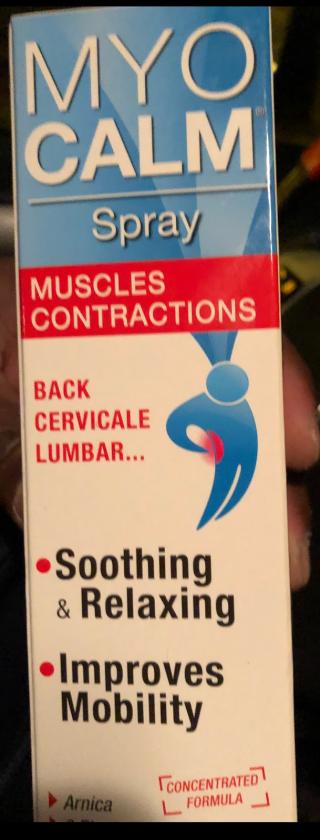 MYO
CALM®
Spray
MUSCLES
CONTRACTIONS
BACK
CERVICALE
LUMBAR...
•Soothing
& Relaxing
•Improves
Mobility
CONCENTRATED
FORMULA
Arnica